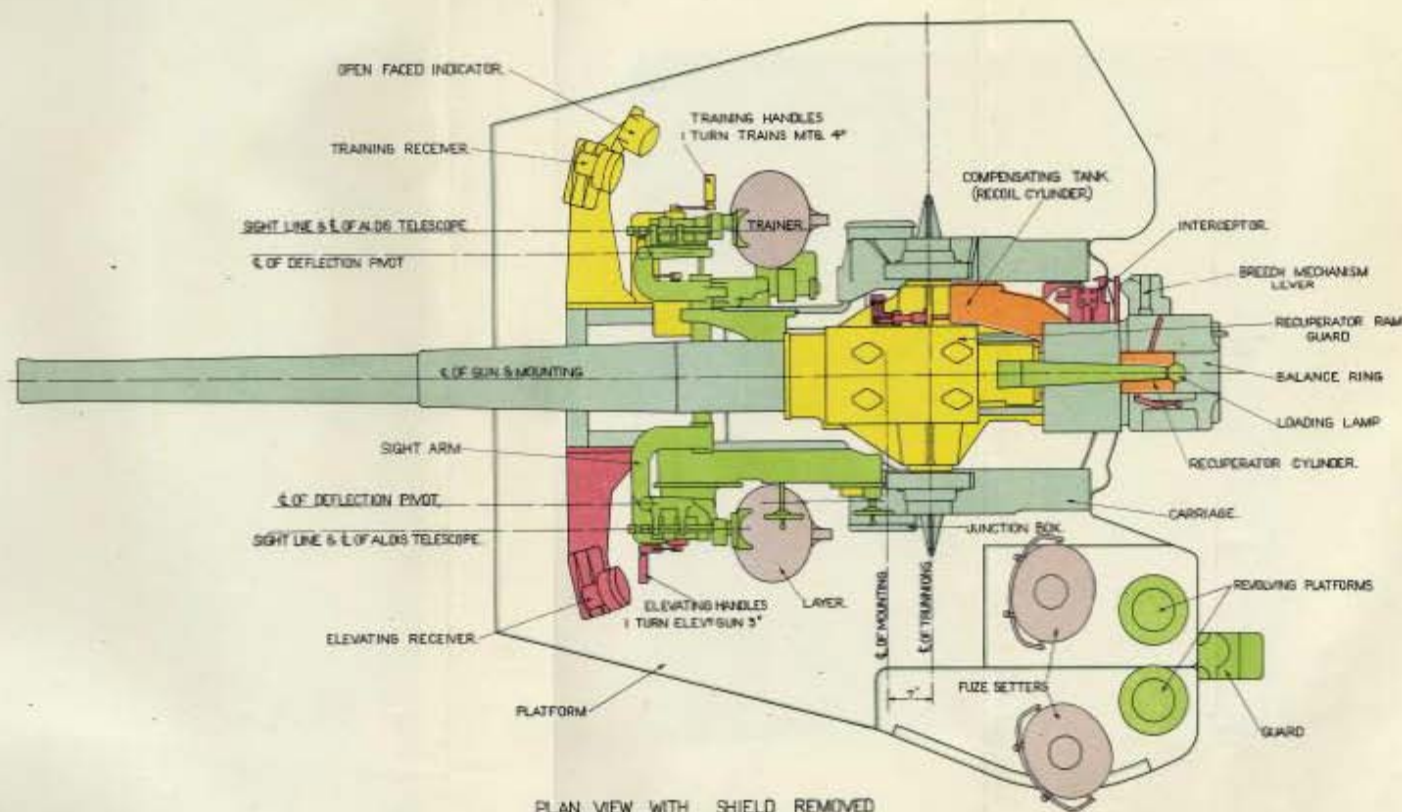 OPEN FACED INDICATOR.
TRAINING RECEIVER.
TRAINING HANDLES
1 TURN TRAINS MTG. 4°
SIGHT LINE & ℄ OF ALDIS TELESCOPE.
℄ OF DEFLECTION PIVOT
TRAINER.
COMPENSATING TANK.
(RECOIL CYLINDER)
INTERCEPTOR.
BREECH MECHANISM
LEVER
RECUPERATOR RAM
GUARD
℄ OF GUN & MOUNTING
BALANCE RING
LOADING LAMP
RECUPERATOR CYLINDER.
SIGHT ARM
℄ OF DEFLECTION PIVOT.
SIGHT LINE & ℄ OF ALDIS TELESCOPE.
CARRIAGE.
JUNCTION BOX.
LAYER.
ELEVATING HANDLES
1 TURN ELEVS GUN 3°
ELEVATING RECEIVER.
℄ OF MOUNTING.
℄ OF TRUNNIONS.
7"
REVOLVING PLATFORMS
FUZE SETTERS
PLATFORM
GUARD
PLAN VIEW WITH SHIELD REMOVED